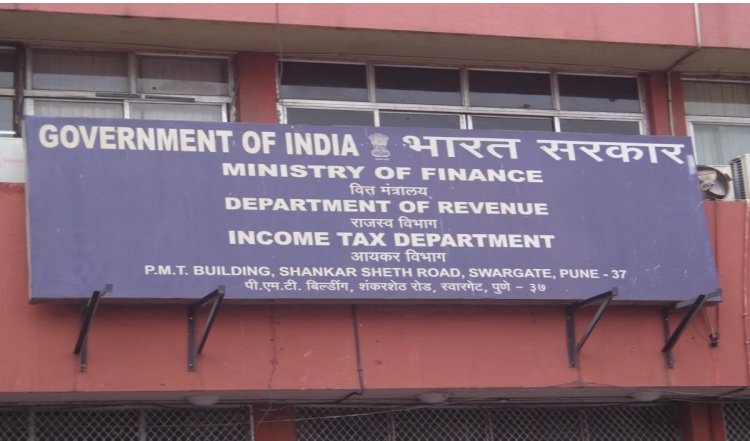 GOVERNMENT OF INDIA भारत सरकार
MINISTRY OF FINANCE
वित्त मंत्रालय
DEPARTMENT OF REVENUE
राजस्व विभाग
INCOME TAX DEPARTMENT
आयकर विभाग
P.M.T. BUILDING, SHANKAR SHETH ROAD, SWARGATE, PUNE - 37
पी.एम.टी. बिल्डींग, शंकरशेठ रोड, स्वारगेट, पुणे - ३७